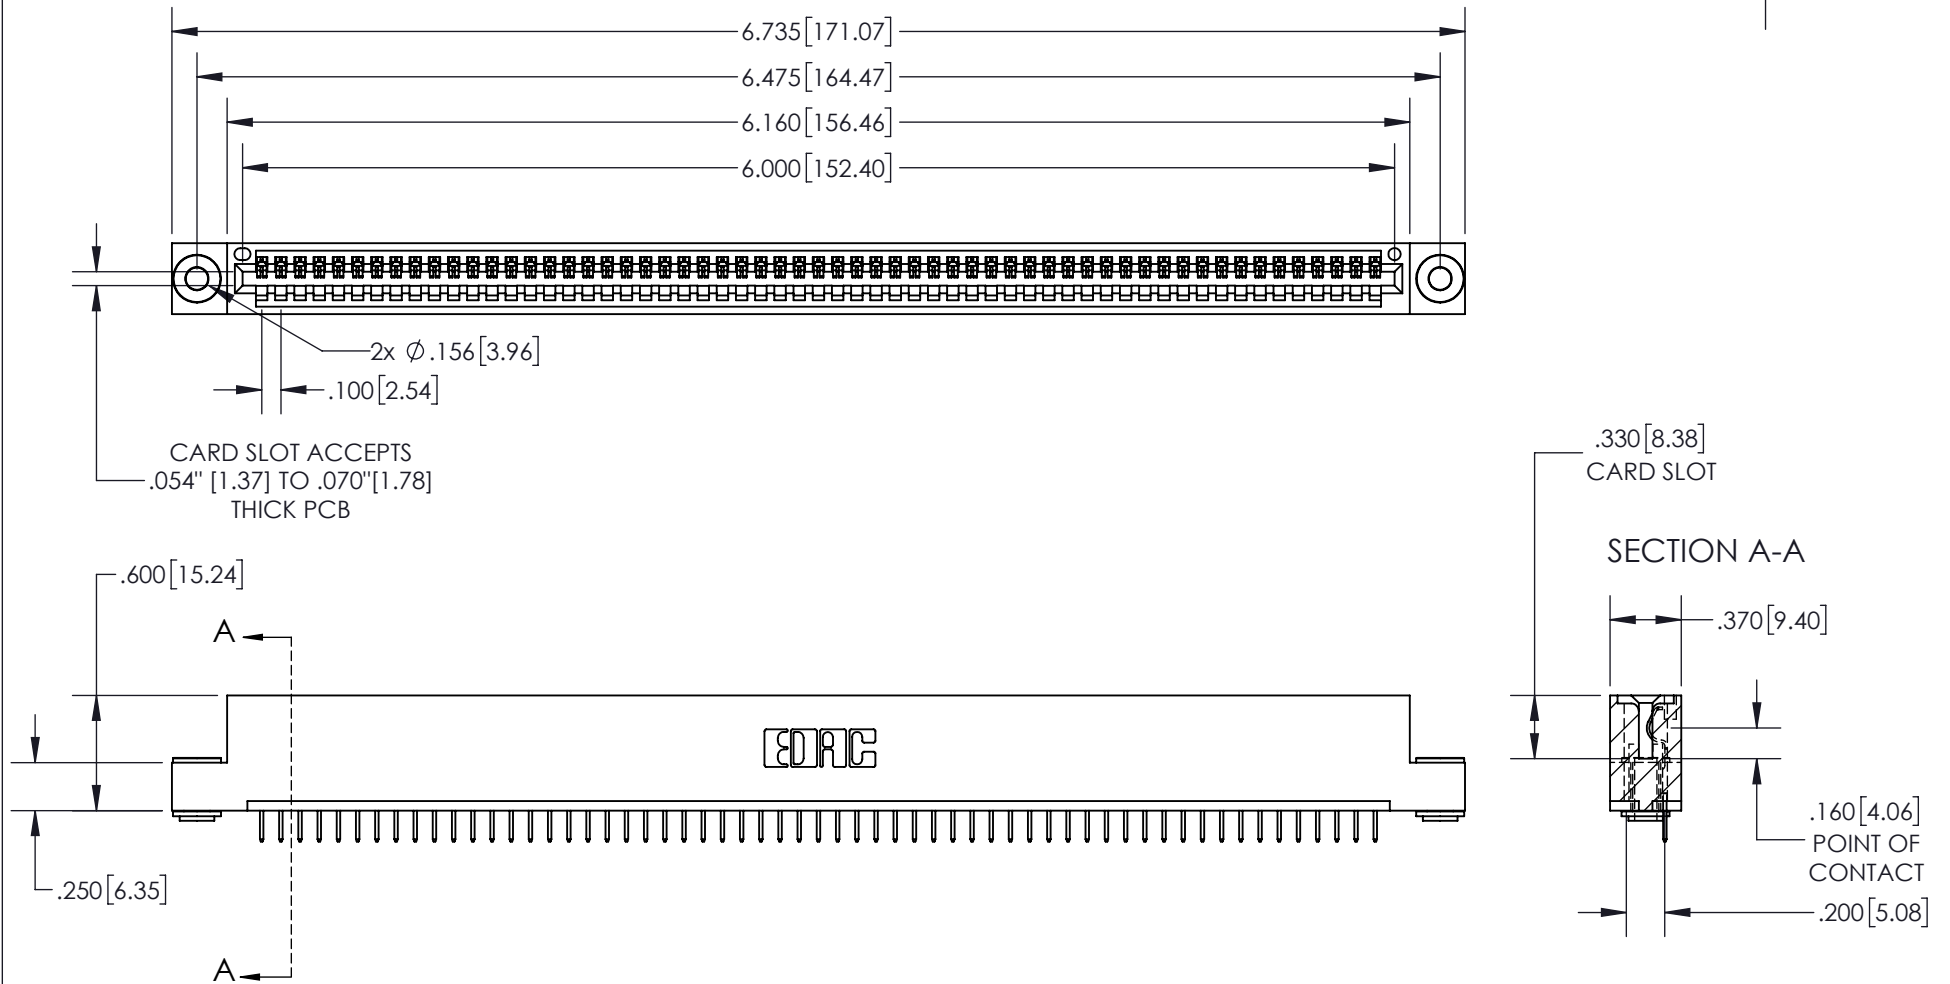 6.735[171.07]
6.475[164.47]
6.160[156.46]
6.000[152.40]
2x ⌀.156[3.96]
.100[2.54]
CARD SLOT ACCEPTS
.054" [1.37] TO .070"[1.78]
THICK PCB
.330[8.38]
CARD SLOT
SECTION A-A
.600[15.24]
.370[9.40]
A
EDAC
.160[4.06]
POINT OF
CONTACT
.250[6.35]
.200[5.08]
A